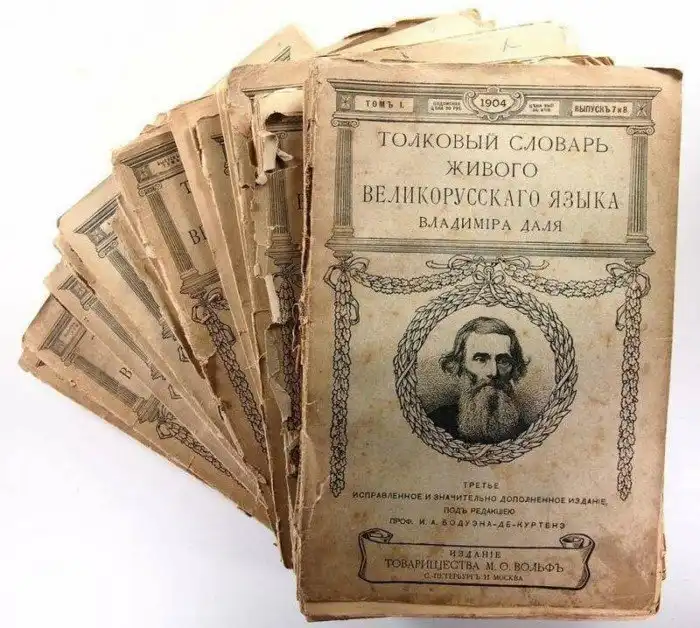 ТОМЪ I.
1904
ВЫПУСКЪ 7 и 8.
ТОЛКОВЫЙ СЛОВАРЬ
ЖИВОГО
ВЕЛИКОРУССКАГО ЯЗЫКА
ВЛАДИМІРА ДАЛЯ
ТРЕТЬЕ
ИСПРАВЛЕННОЕ И ЗНАЧИТЕЛЬНО ДОПОЛНЕННОЕ ИЗДАНІЕ,
ПОДЪ РЕДАКЦІЕЮ
ПРОФ. И. А. БОДУЭНА-ДЕ-КУРТЕНЭ
ИЗДАНІЕ
ТОВАРИЩЕСТВА М. О. ВОЛЬФЪ
С.-ПЕТЕРБУРГЪ И МОСКВА